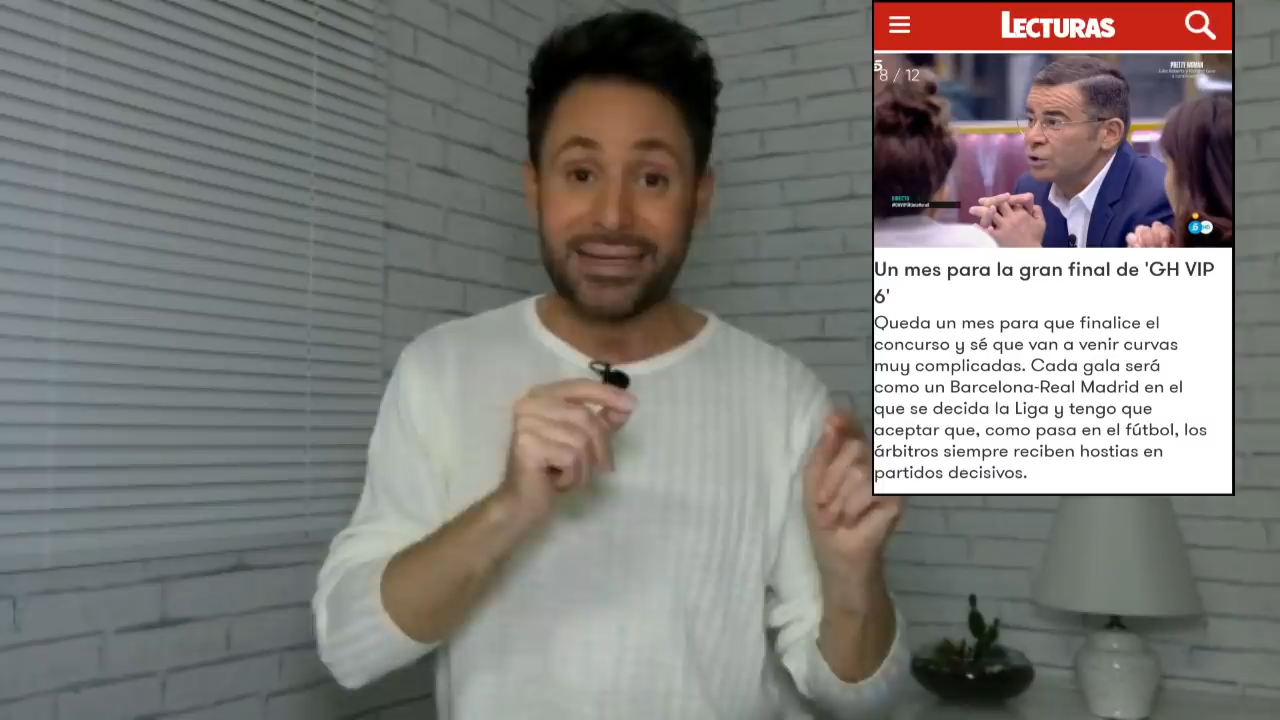 LECTURAS
8 / 12
PRETTY WOMAN
DIRECTO
Un mes para la gran final de 'GH VIP
6'
Queda un mes para que finalice el
concurso y sé que van a venir curvas
muy complicadas. Cada gala será
como un Barcelona-Real Madrid en el
que se decida la Liga y tengo que
aceptar que, como pasa en el fútbol, los
árbitros siempre reciben hostias en
partidos decisivos.